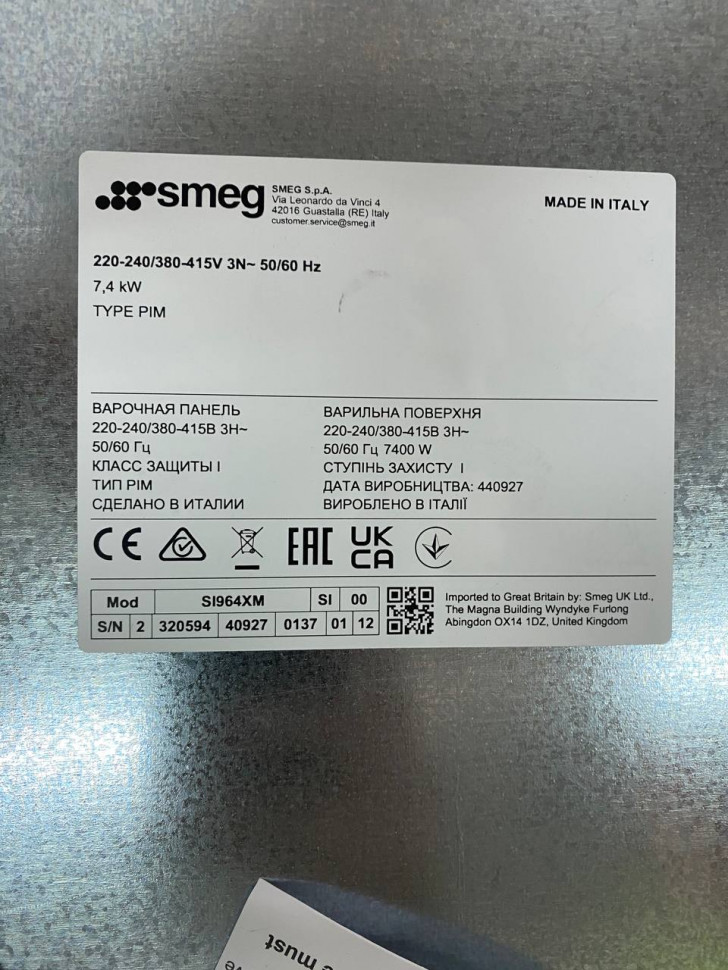 smeg
SMEG S.p.A.
Via Leonardo da Vinci 4
42016 Guastalla (RE) Italy
customer.service@smeg.it
MADE IN ITALY
220-240/380-415V 3N~ 50/60 Hz
7,4 kW
TYPE PIM
ВАРОЧНАЯ ПАНЕЛЬ
220-240/380-415В 3Н~
50/60 Гц
КЛАСС ЗАЩИТЫ I
ТИП PIM
СДЕЛАНО В ИТАЛИИ
ВАРИЛЬНА ПОВЕРХНЯ
220-240/380-415В 3Н~
50/60 Гц 7400 W
СТУПІНЬ ЗАХИСТУ I
ДАТА ВИРОБНИЦТВА: 440927
ВИРОБЛЕНО В ІТАЛІЇ
CE EAC UK
CA
Mod SI964XM SI 00
S/N 2 320594 40927 0137 01 12
Imported to Great Britain by: Smeg UK Ltd.,
The Magna Building Wyndyke Furlong
Abingdon OX14 1DZ, United Kingdom
must